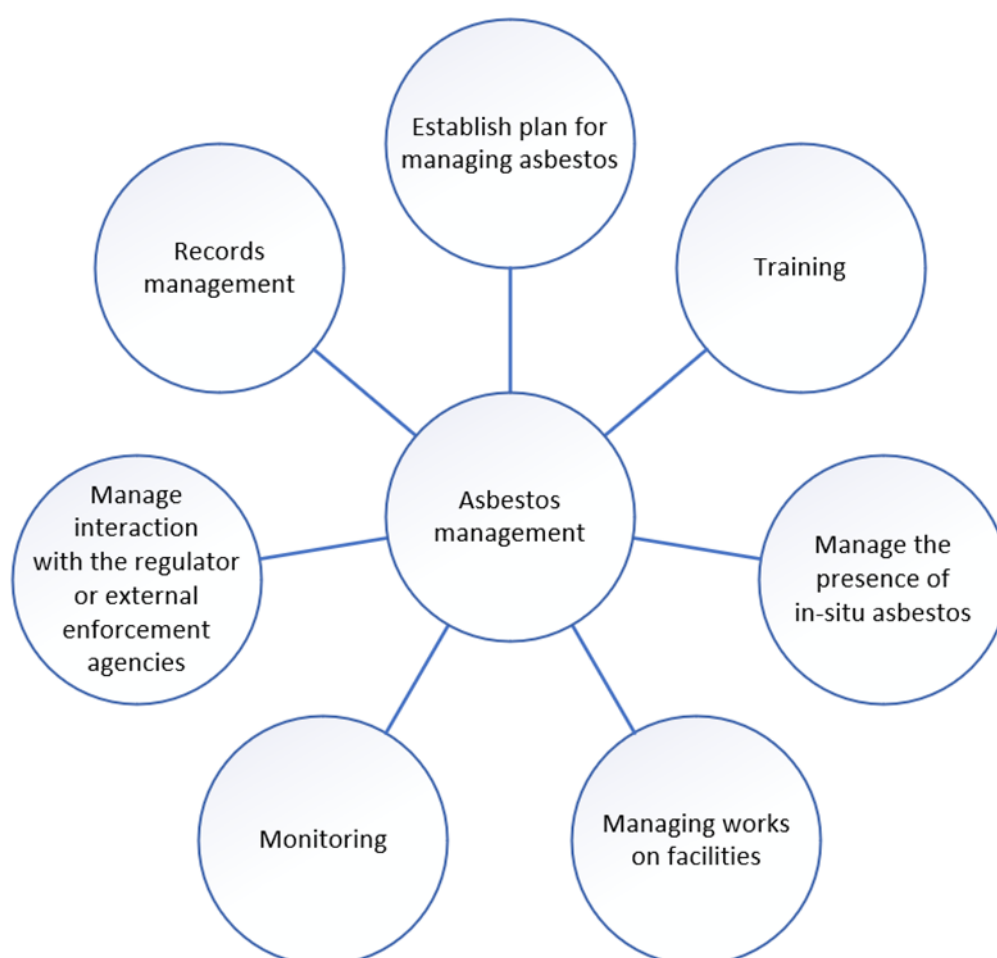 Establish plan for
managing asbestos
Training
Manage the
presence of
in-situ asbestos
Managing works
on facilities
Monitoring
Manage
interaction
with the regulator
or external
enforcement
agencies
Records
management
Asbestos
management